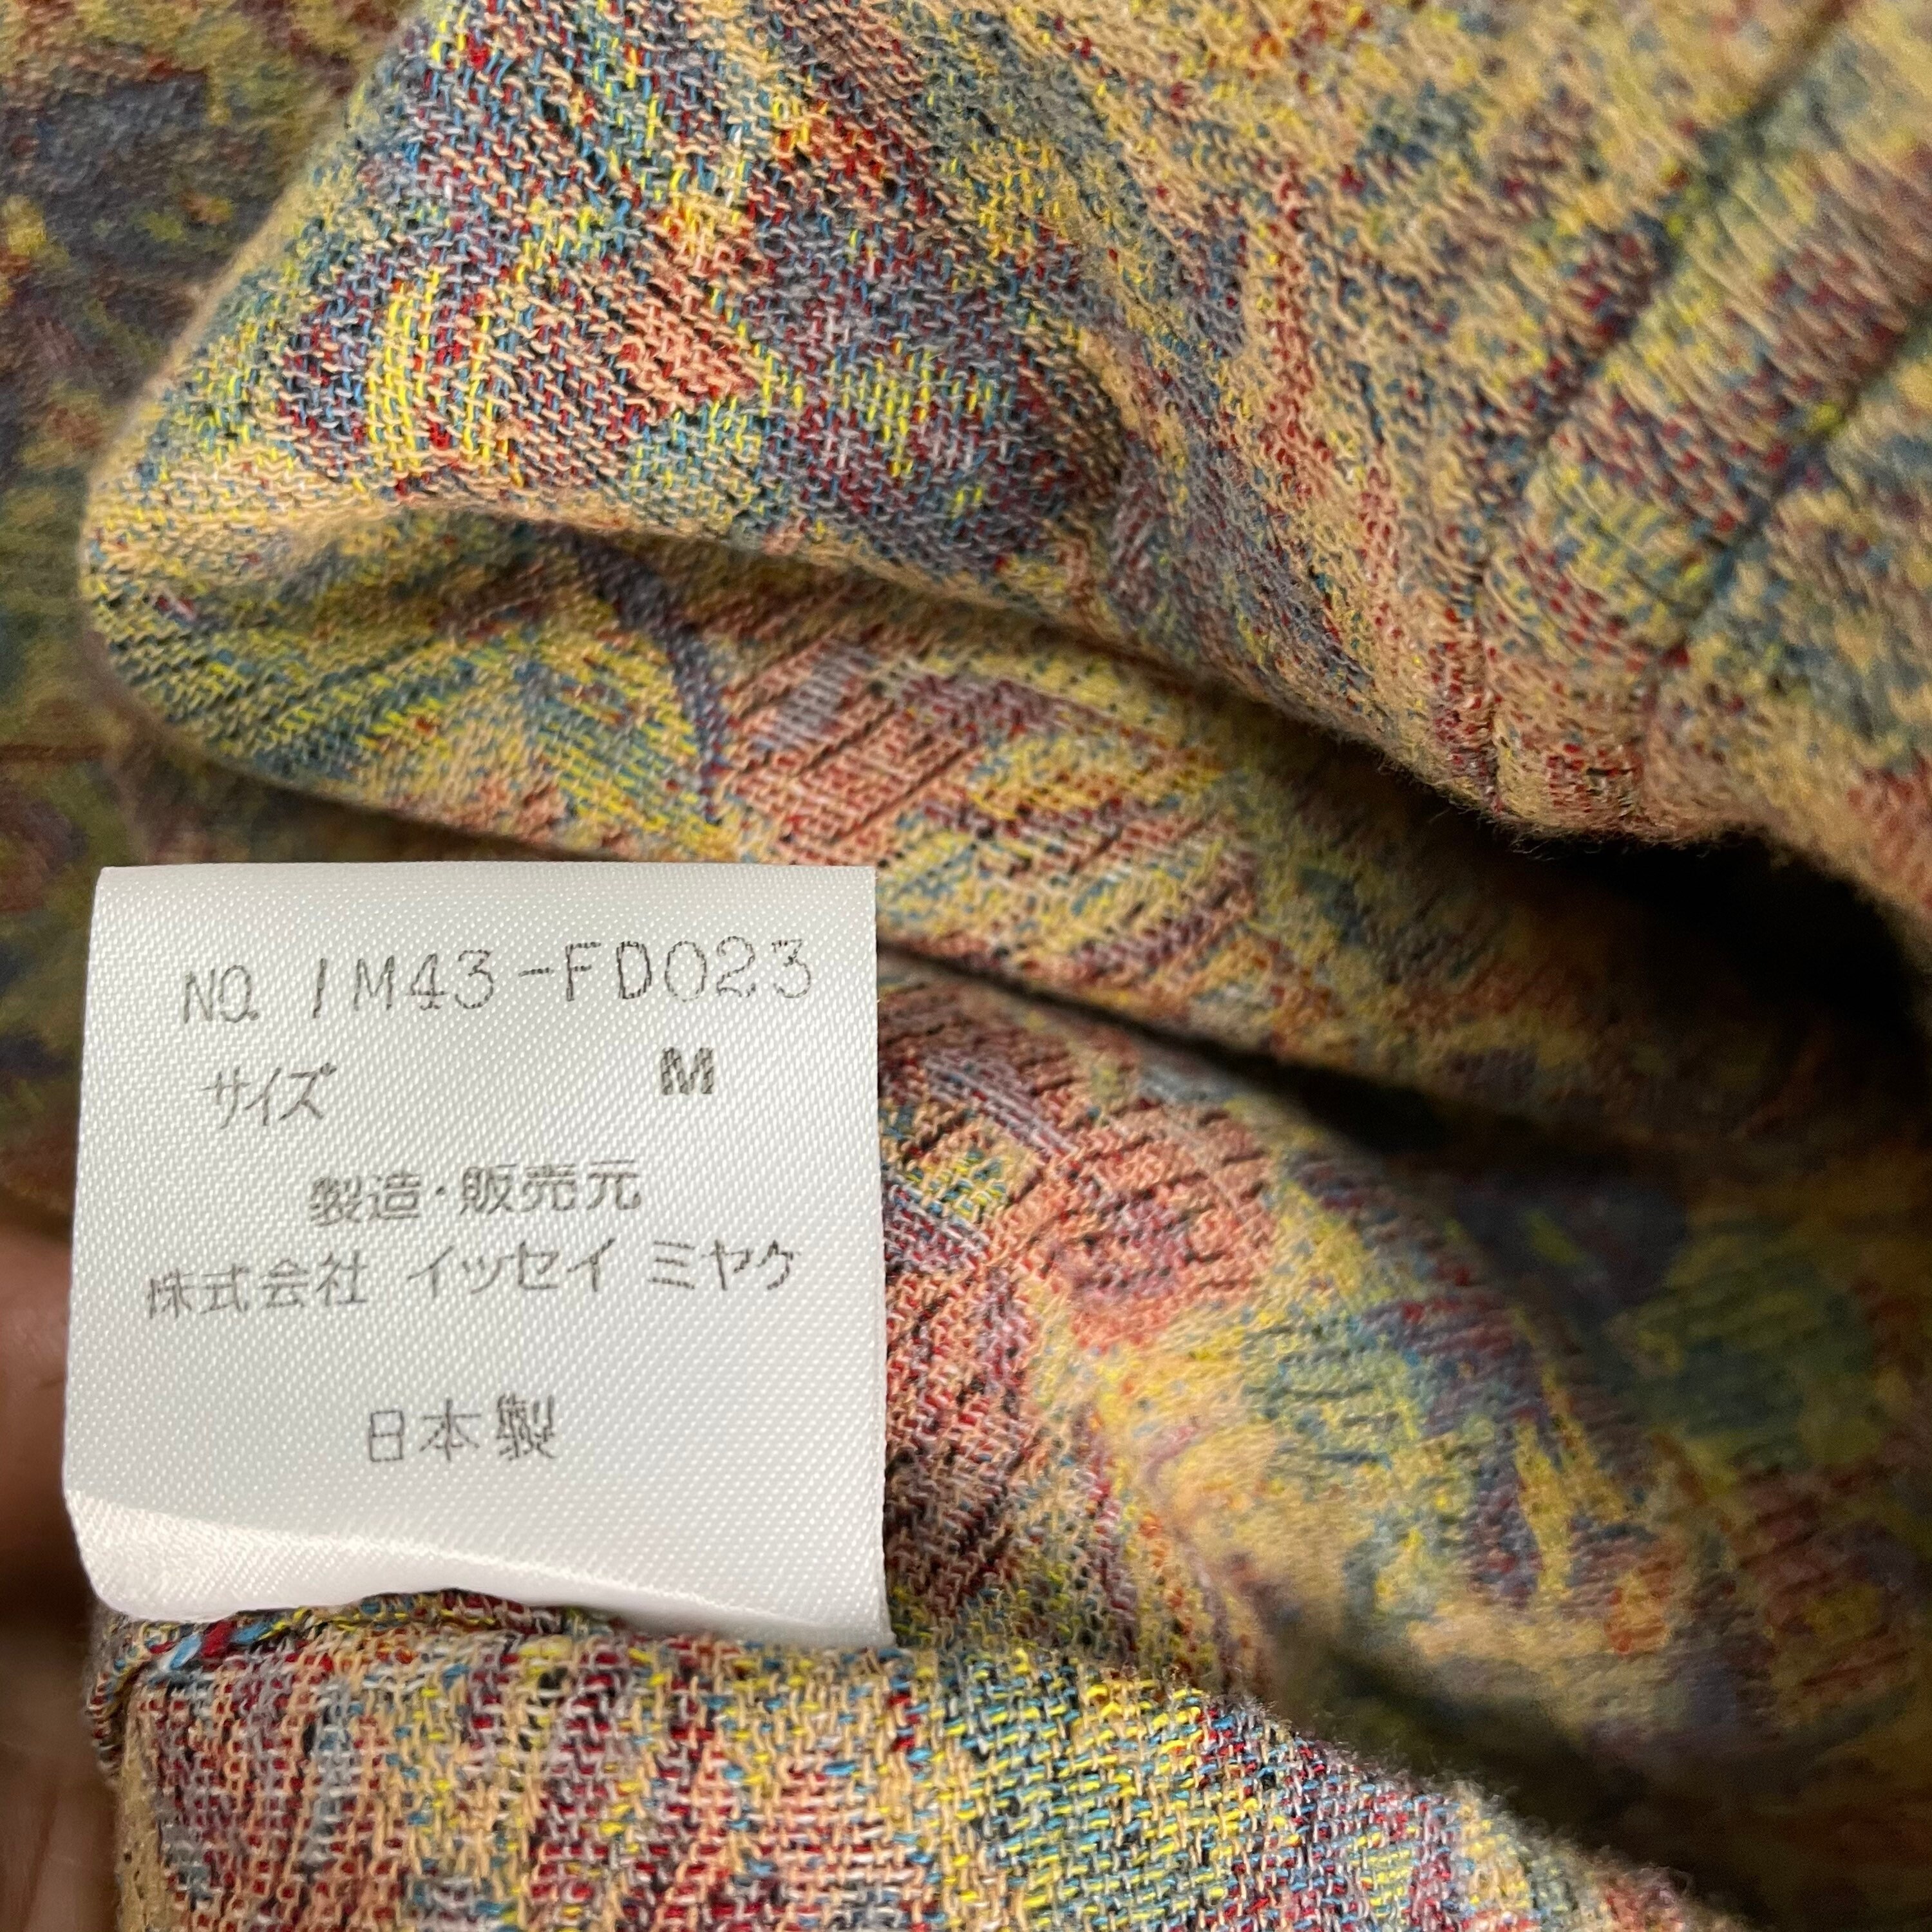 NO. IM43-FD023
サイズ M
製造・販売元
株式会社 イッセイ ミヤケ
日本製